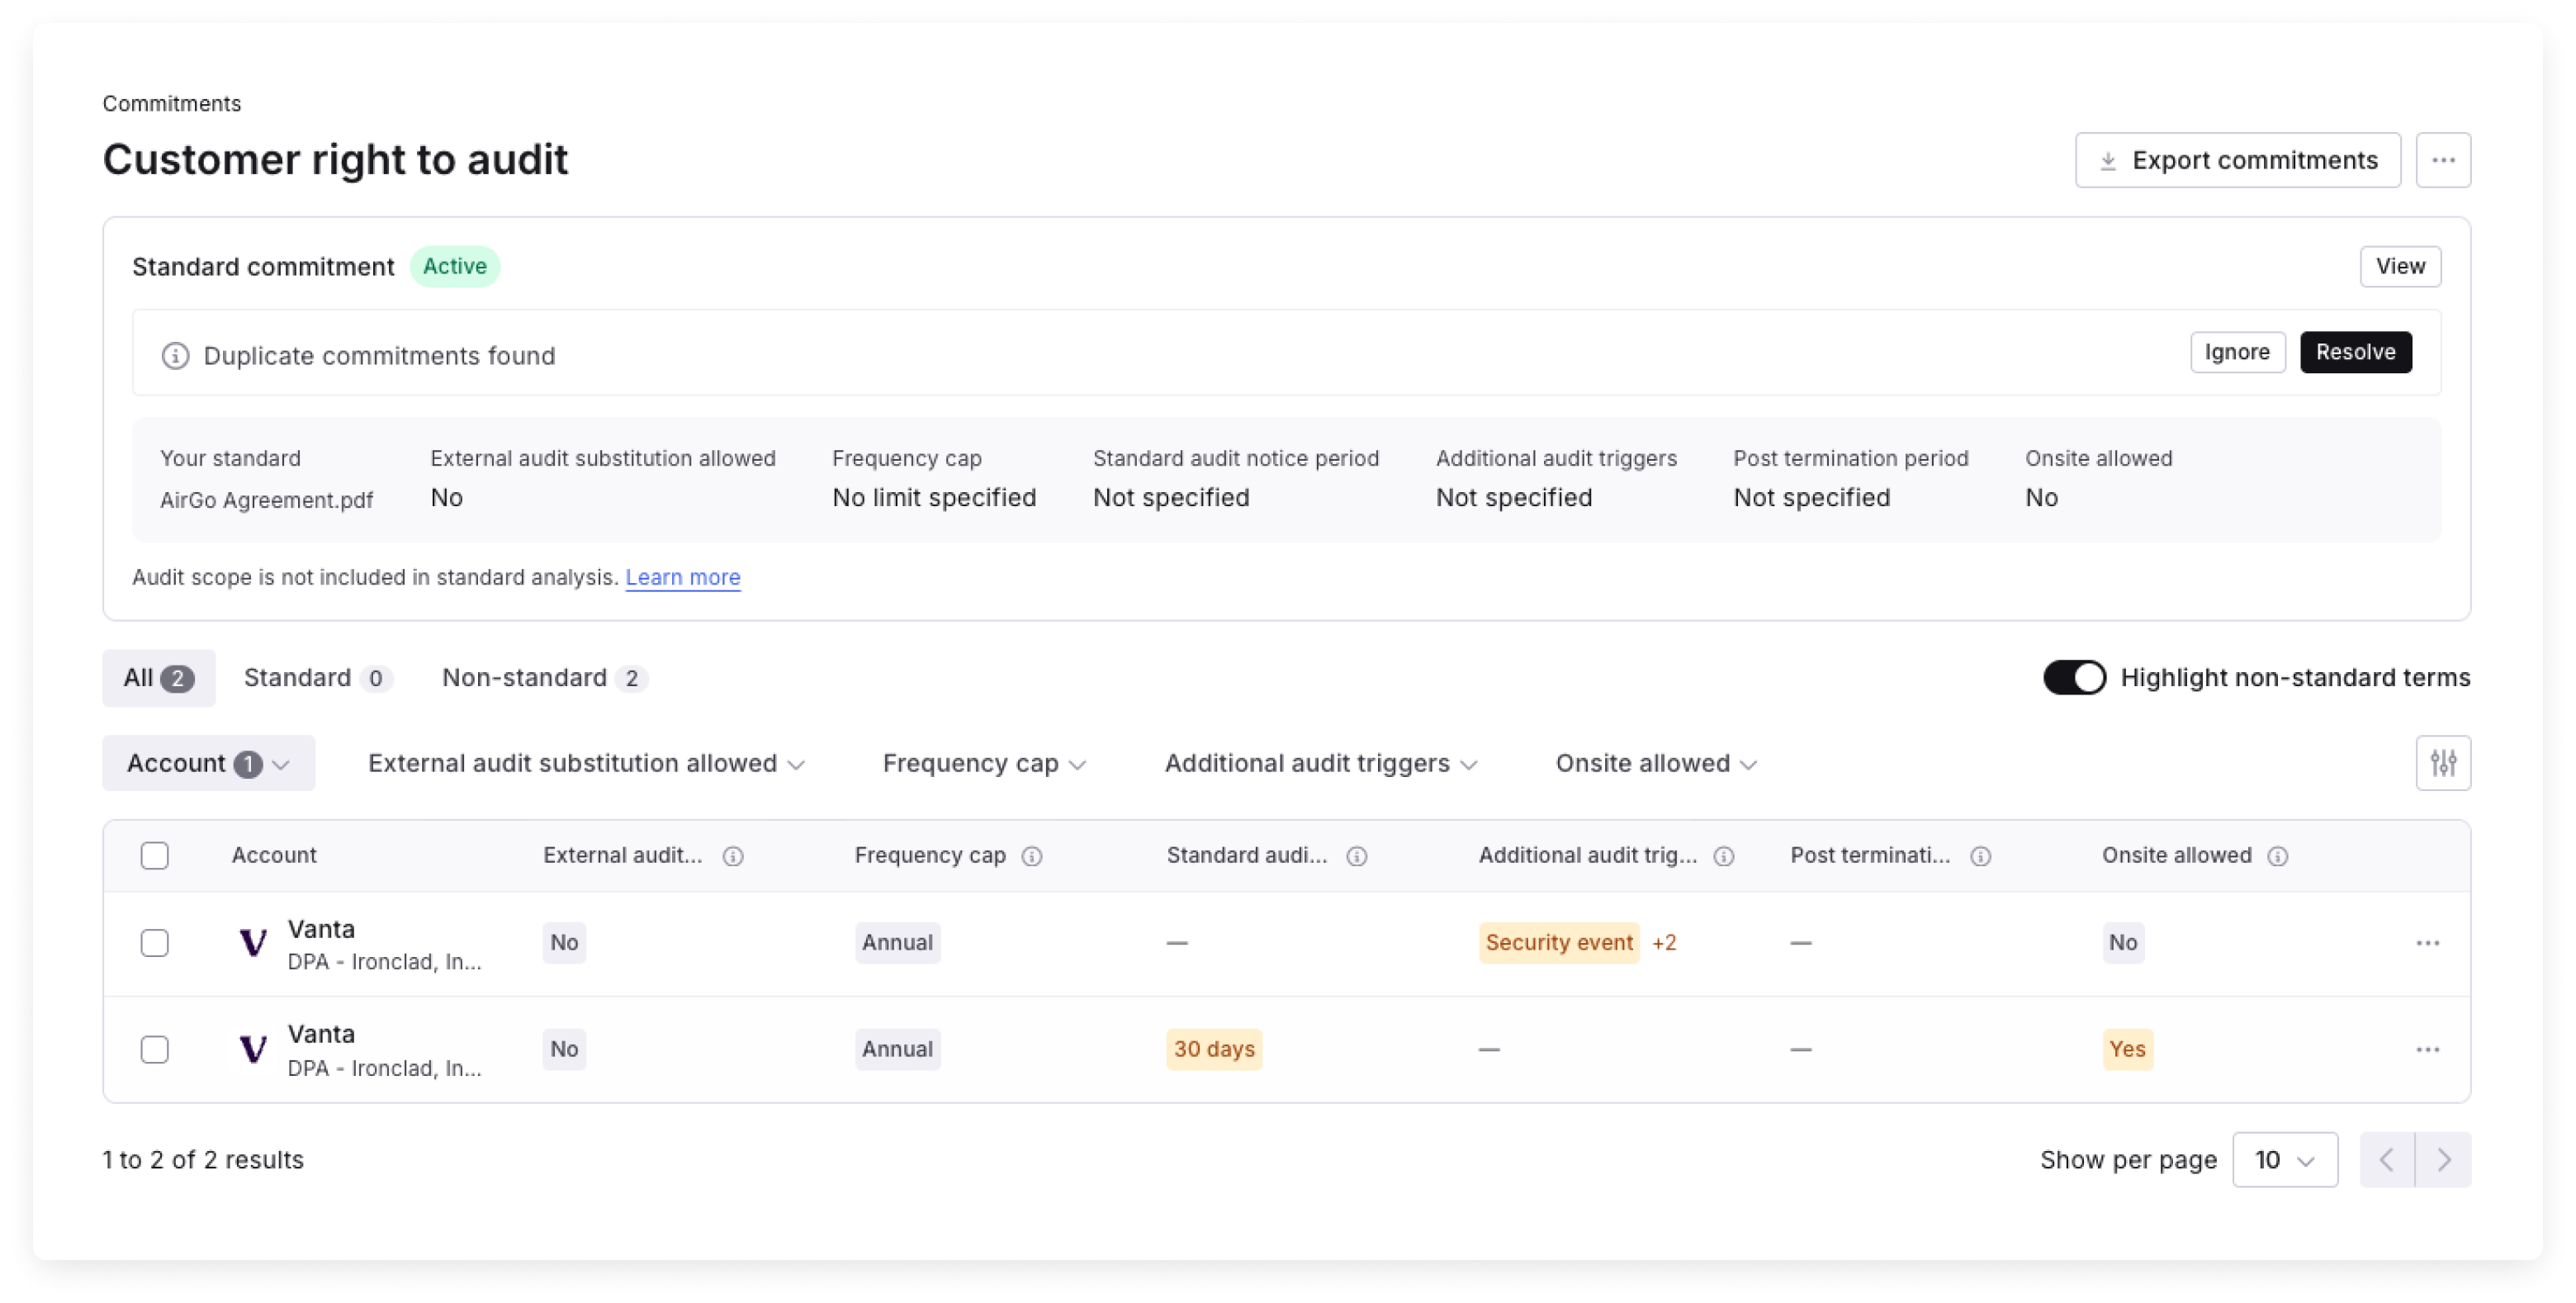 Commitments
Customer right to audit
Export commitments
Standard commitment Active
View
Duplicate commitments found
Ignore Resolve
Your standard External audit substitution allowed Frequency cap Standard audit notice period Additional audit triggers Post termination period Onsite allowed
AirGo Agreement.pdf No No limit specified Not specified Not specified Not specified No
Audit scope is not included in standard analysis. Learn more
All 2 Standard 0 Non-standard 2
Highlight non-standard terms
Account 1 External audit substitution allowed Frequency cap Additional audit triggers Onsite allowed
Account External audit... Frequency cap Standard audi... Additional audit trig... Post terminati... Onsite allowed
Vanta
DPA - Ironclad, In...
No Annual — Security event +2 — No
Vanta
DPA - Ironclad, In...
No Annual 30 days — — Yes
1 to 2 of 2 results
Show per page 10